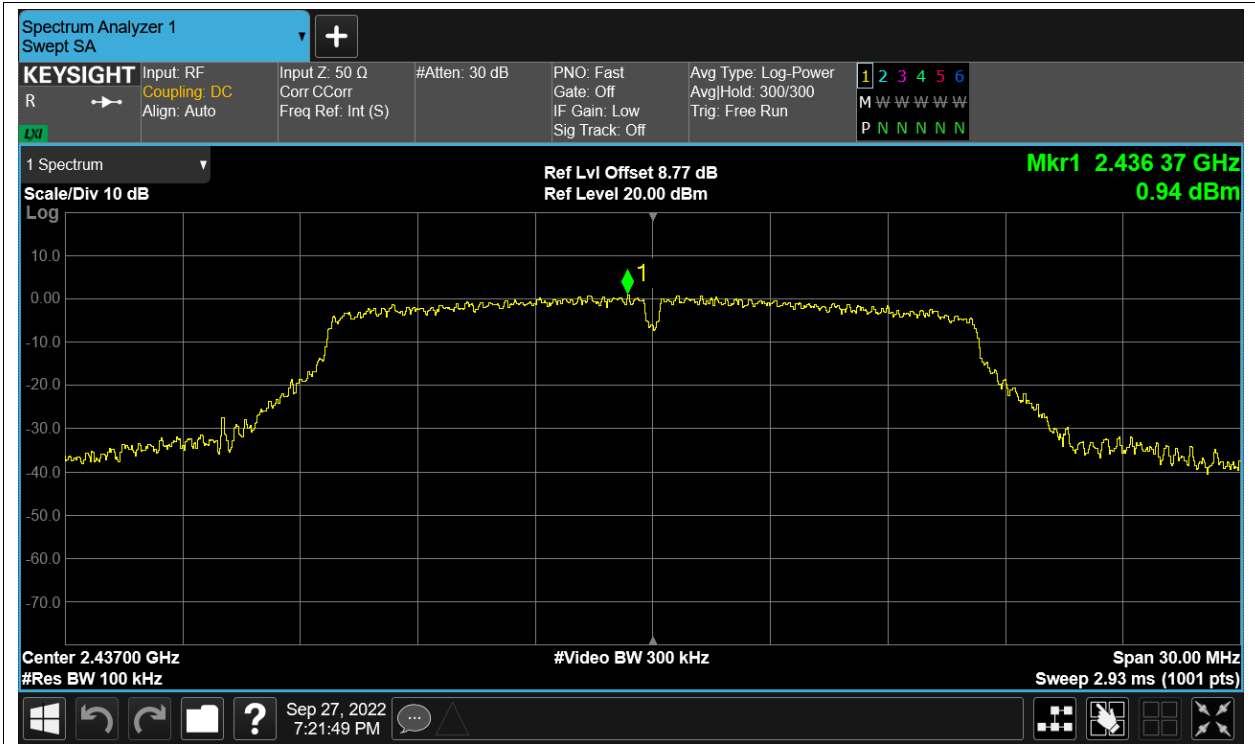 Spectrum Analyzer 1
Swept SA
KEYSIGHT
R
LXI
Input: RF
Coupling: DC
Align: Auto
Input Z: 50 Ω
Corr CCorr
Freq Ref: Int (S)
#Atten: 30 dB
PNO: Fast
Gate: Off
IF Gain: Low
Sig Track: Off
Avg Type: Log-Power
Avg|Hold: 300/300
Trig: Free Run
1 2 3 4 5 6
M W W W W W
P N N N N N
1 Spectrum
Scale/Div 10 dB
Ref Lvl Offset 8.77 dB
Ref Level 20.00 dBm
Mkr1 2.436 37 GHz
0.94 dBm
Log
10.0
0.00
-10.0
-20.0
-30.0
-40.0
-50.0
-60.0
-70.0
1
Center 2.43700 GHz
#Res BW 100 kHz
#Video BW 300 kHz
Span 30.00 MHz
Sweep 2.93 ms (1001 pts)
?
Sep 27, 2022
7:21:49 PM